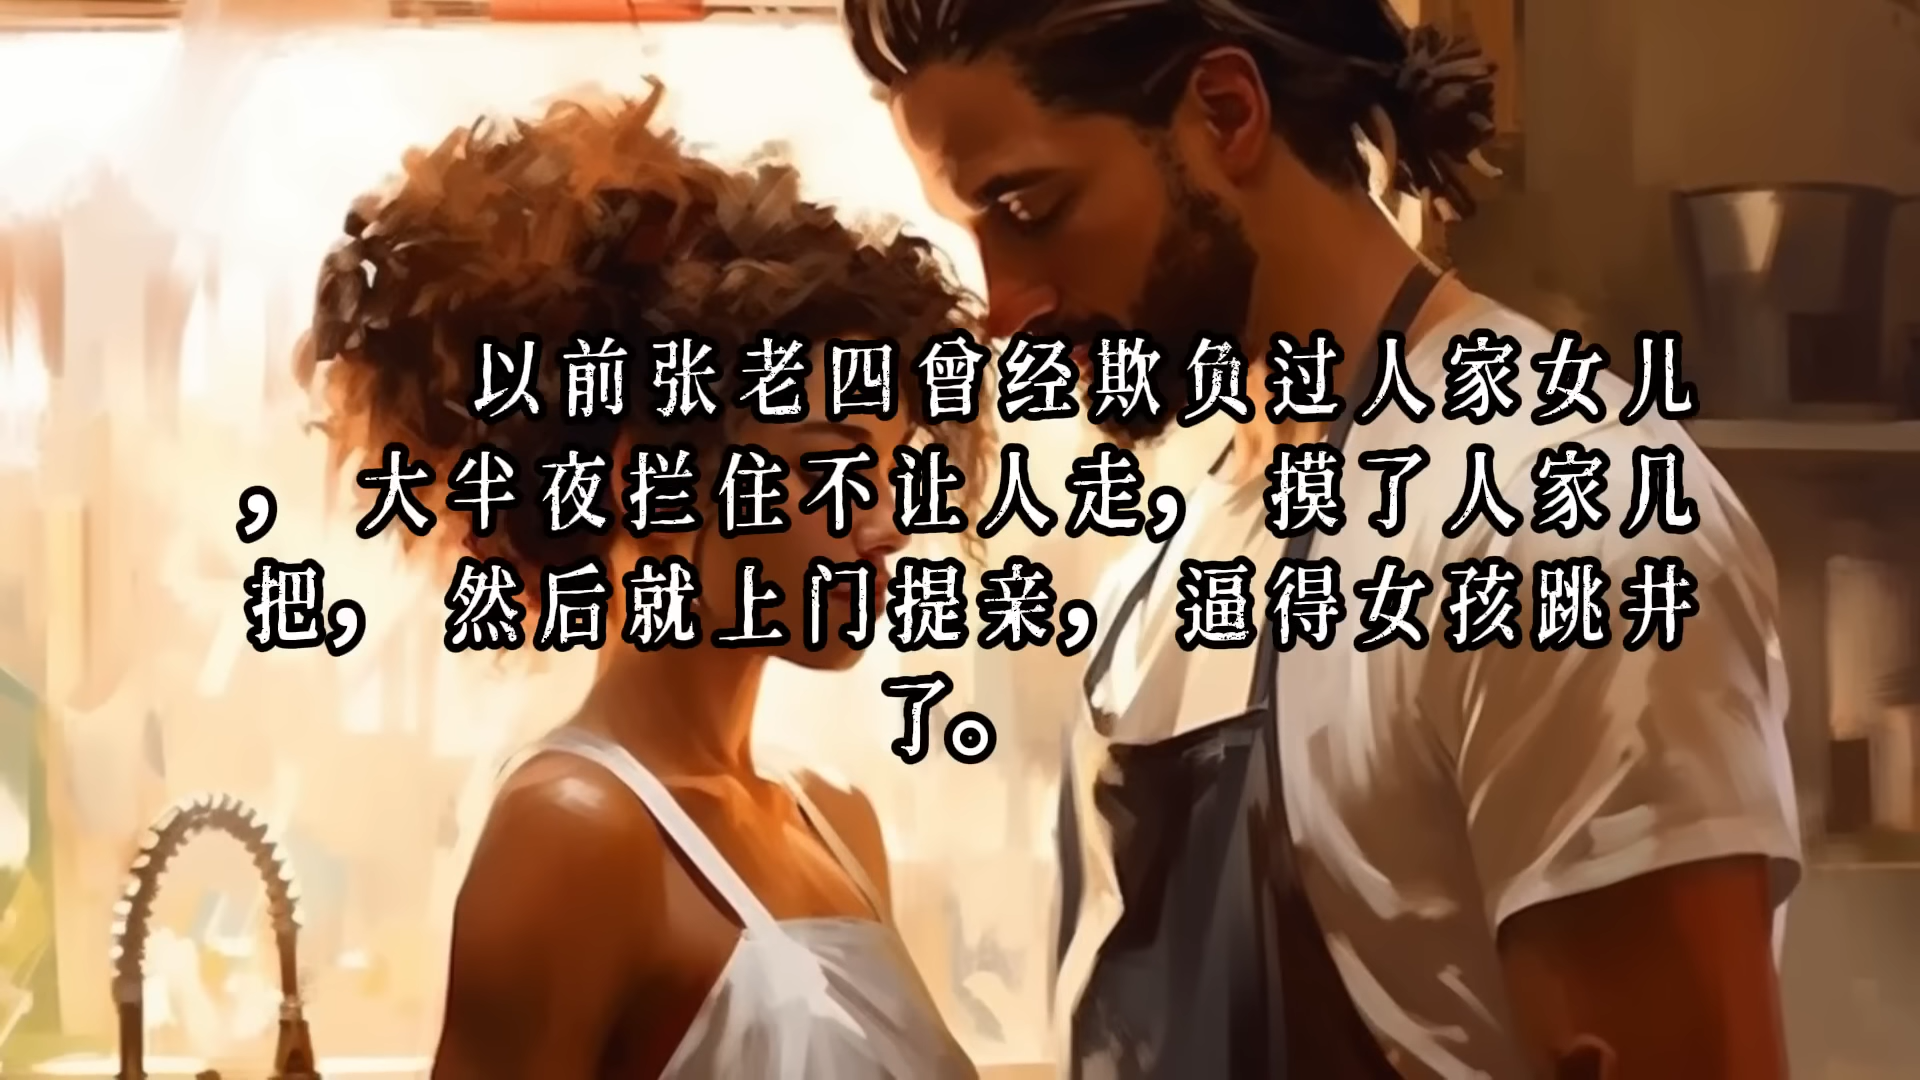 以前张老四曾经欺负过人家女儿
，大半夜拦住不让人走，摸了人家几
把，然后就上门提亲，逼得女孩跳井
了。